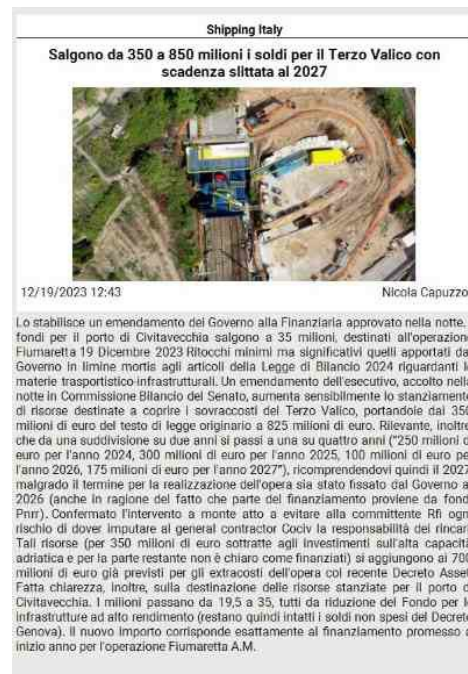 Shipping Italy
Salgono da 350 a 850 milioni i soldi per il Terzo Valico con
scadenza slittata al 2027
12/19/2023 12:43
Nicola Capuzzo
Lo stabilisce un emendamento del Governo alla Finanziaria approvato nella notte.
fondi per il porto di Civitavecchia salgono a 35 milioni, destinati all'operazione
Fiumaretta 19 Dicembre 2023 Ritocchi minimi ma significativi quelli apportati dal
Governo in limine mortis agli articoli della Legge di Bilancio 2024 riguardanti le
materie trasportistico-infrastrutturali. Un emendamento dell'esecutivo, accolto nella
notte in Commissione Bilancio del Senato, aumenta sensibilmente lo stanziamento
di risorse destinate a coprire i sovraccosti del Terzo Valico, portandole dai 350
milioni di euro del testo di legge originario a 825 milioni di euro. Rilevante, inoltre
che da una suddivisione su due anni si passi a una su quattro anni ("250 milioni di
euro per l'anno 2024, 300 milioni di euro per l'anno 2025, 100 milioni di euro per
l'anno 2026, 175 milioni di euro per l'anno 2027"), ricomprendendovi quindi il 2027
malgrado il termine per la realizzazione dell'opera sia stato fissato dal Governo al
2026 (anche in ragione del fatto che parte del finanziamento proviene da fondi
Pnrr). Confermato l'intervento a monte atto a evitare alla committente Rfi ogni
rischio di dover imputare al general contractor Cociv la responsabilità dei rincari.
Tali risorse (per 350 milioni di euro sottratte agli investimenti sull'alta capacità
adriatica e per la parte restante non è chiaro come finanziati) si aggiungono ai 700
milioni di euro già previsti per gli extracosti dell'opera col recente Decreto Asset.
Fatta chiarezza, inoltre, sulla destinazione delle risorse stanziate per il porto di
Civitavecchia. I milioni passano da 19,5 a 35, tutti da riduzione del Fondo per le
infrastrutture ad alto rendimento (restano quindi intatti i soldi non spesi del Decreto
Genova). Il nuovo importo corrisponde esattamente al finanziamento promesso a
inizio anno per l'operazione Fiumaretta A.M.